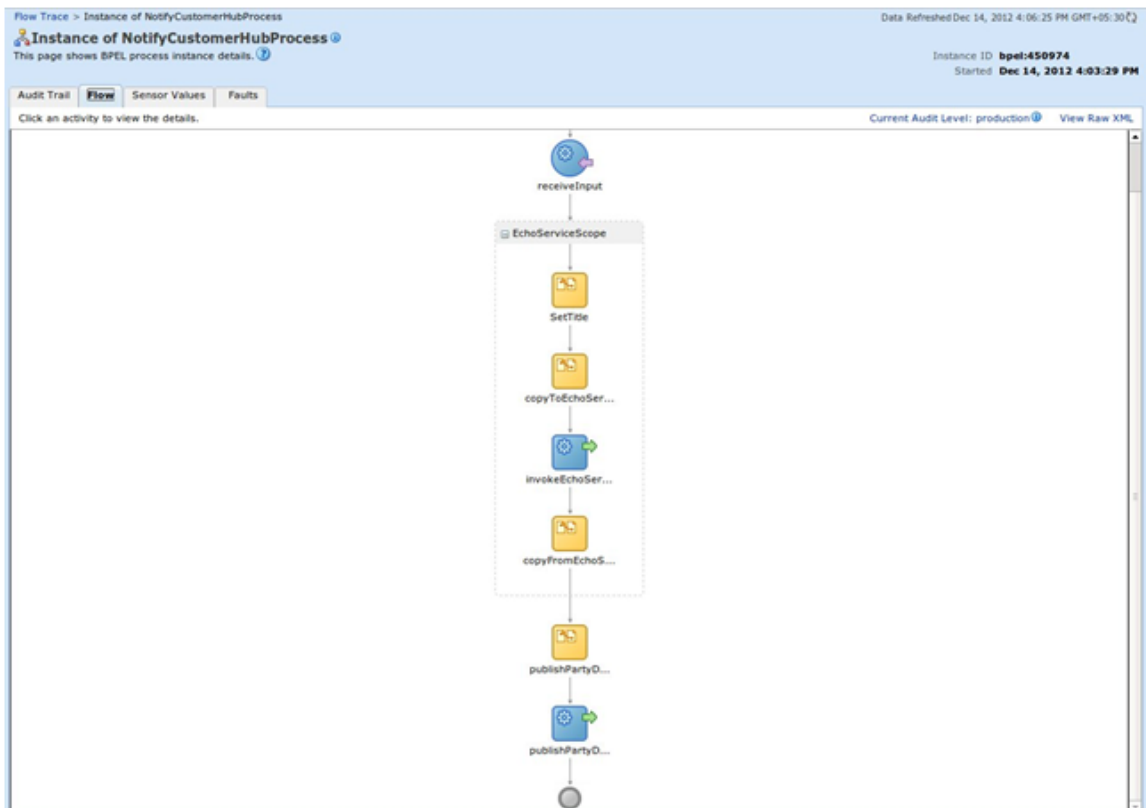 Flow Trace > Instance of NotifyCustomerHubProcess
Data Refreshed Dec 14, 2012 4:06:25 PM GMT+05:30
Instance of NotifyCustomerHubProcess
This page shows BPEL process instance details.
Instance ID bpel:450974
Started Dec 14, 2012 4:03:29 PM
Audit Trail Flow Sensor Values Faults
Click an activity to view the details.
Current Audit Level: production View Raw XML
receiveInput
EchoServiceScope
SetTitle
copyToEchoSer...
invokeEchoSer...
copyFromEchoS...
publishPartyD...
publishPartyD...